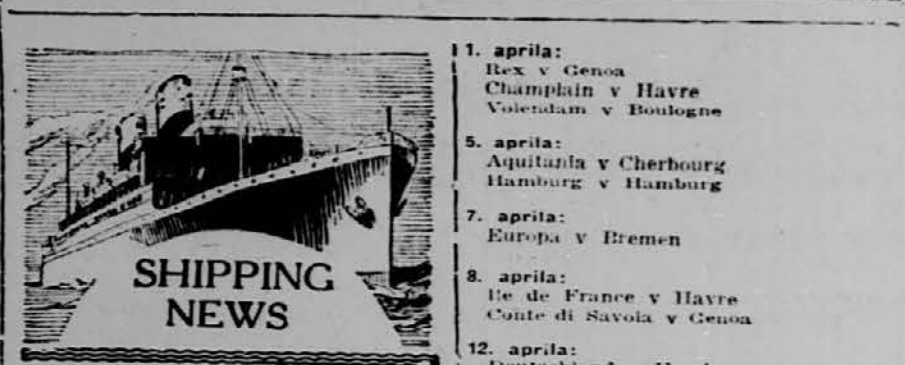 SHIPPING
NEWS
1. aprila:
Rex v Genoa
Champlain v Havre
Volendam v Boulogne
5. aprila:
Aquitania v Cherbourg
Hamburg v Hamburg
7. aprila:
Europa v Bremen
8. aprila:
Ile de France v Havre
Conte di Savoia v Genoa
12. aprila: